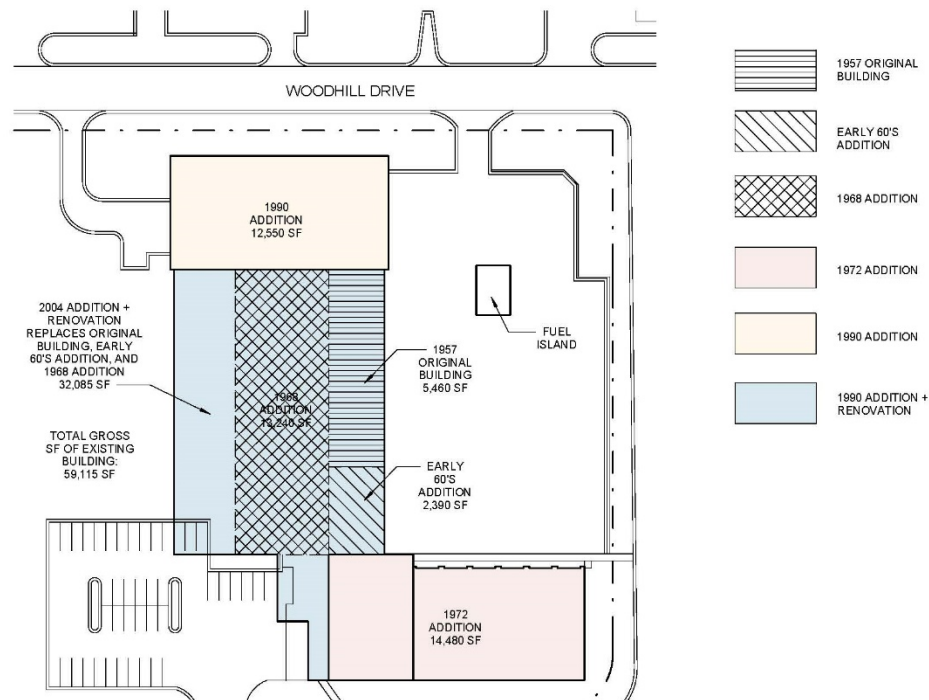 WOODHILL DRIVE
1990
ADDITION
12,550 SF
2004 ADDITION +
RENOVATION
REPLACES ORIGINAL
BUILDING, EARLY
60'S ADDITION, AND
1968 ADDITION
32,085 SF
TOTAL GROSS
SF OF EXISTING
BUILDING:
59,115 SF
1968
ADDITION
13,240 SF
1957
ORIGINAL
BUILDING
5,460 SF
EARLY
60'S
ADDITION
2,390 SF
FUEL
ISLAND
1972
ADDITION
14,480 SF
1957 ORIGINAL
BUILDING
EARLY 60'S
ADDITION
1968 ADDITION
1972 ADDITION
1990 ADDITION
1990 ADDITION +
RENOVATION